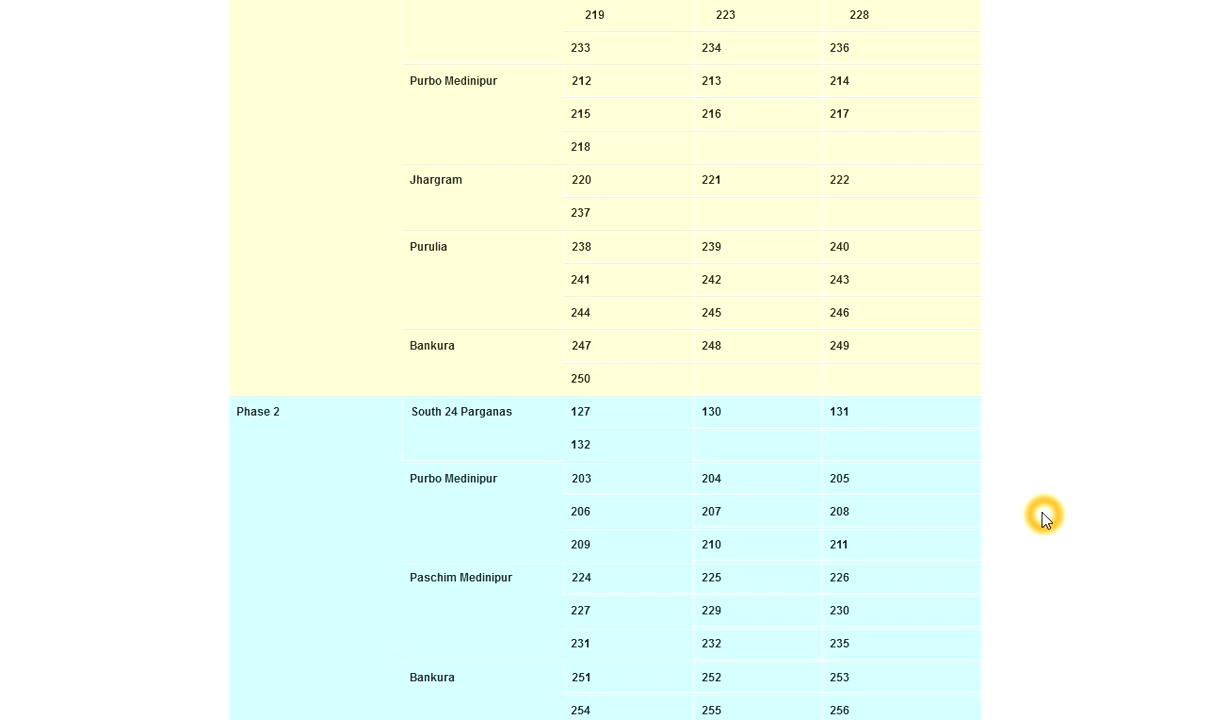 219 223 228
233 234 236
Purbo Medinipur 212 213 214
215 216 217
218
Jhargram 220 221 222
237
Purulia 238 239 240
241 242 243
244 245 246
Bankura 247 248 249
250
Phase 2 South 24 Parganas 127 130 131
132
Purbo Medinipur 203 204 205
206 207 208
209 210 211
Paschim Medinipur 224 225 226
227 229 230
231 232 235
Bankura 251 252 253
254 255 256